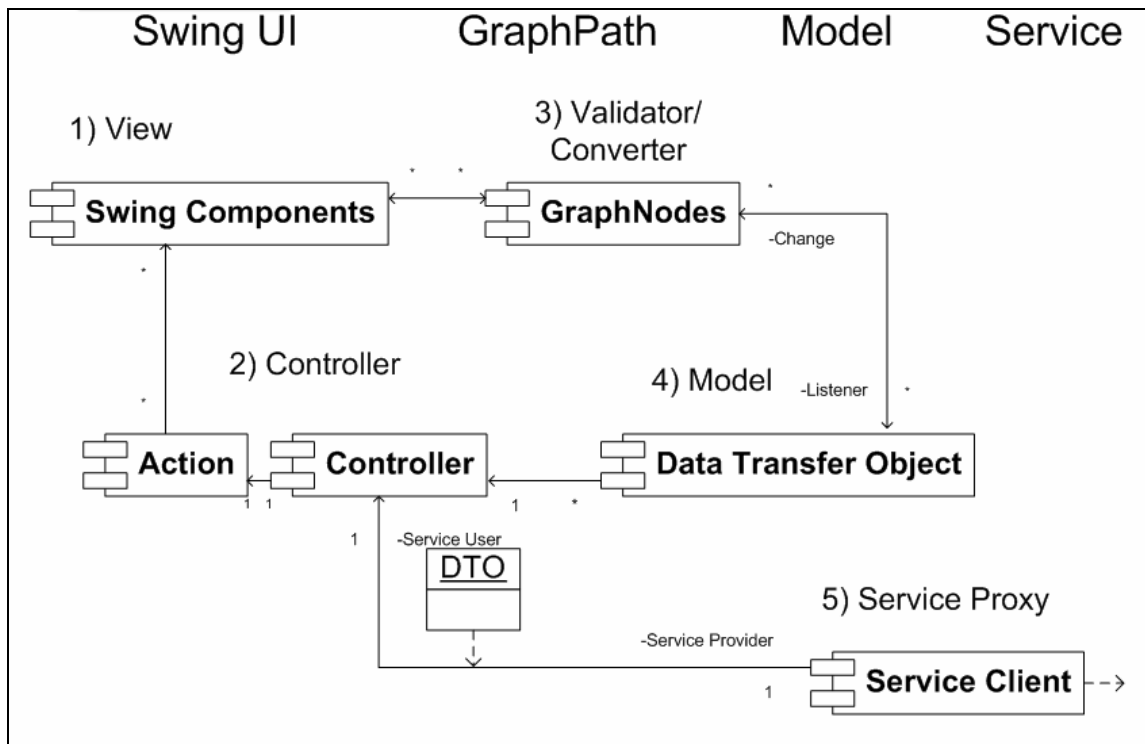 Swing UI GraphPath Model Service
1) View
3) Validator/
Converter
* *
Swing Components
GraphNodes
*
-Change
*
2) Controller
4) Model
-Listener *
*
Action
Controller
Data Transfer Object
1 1
1 *
1 -Service User
DTO
5) Service Proxy
-Service Provider
Service Client
1